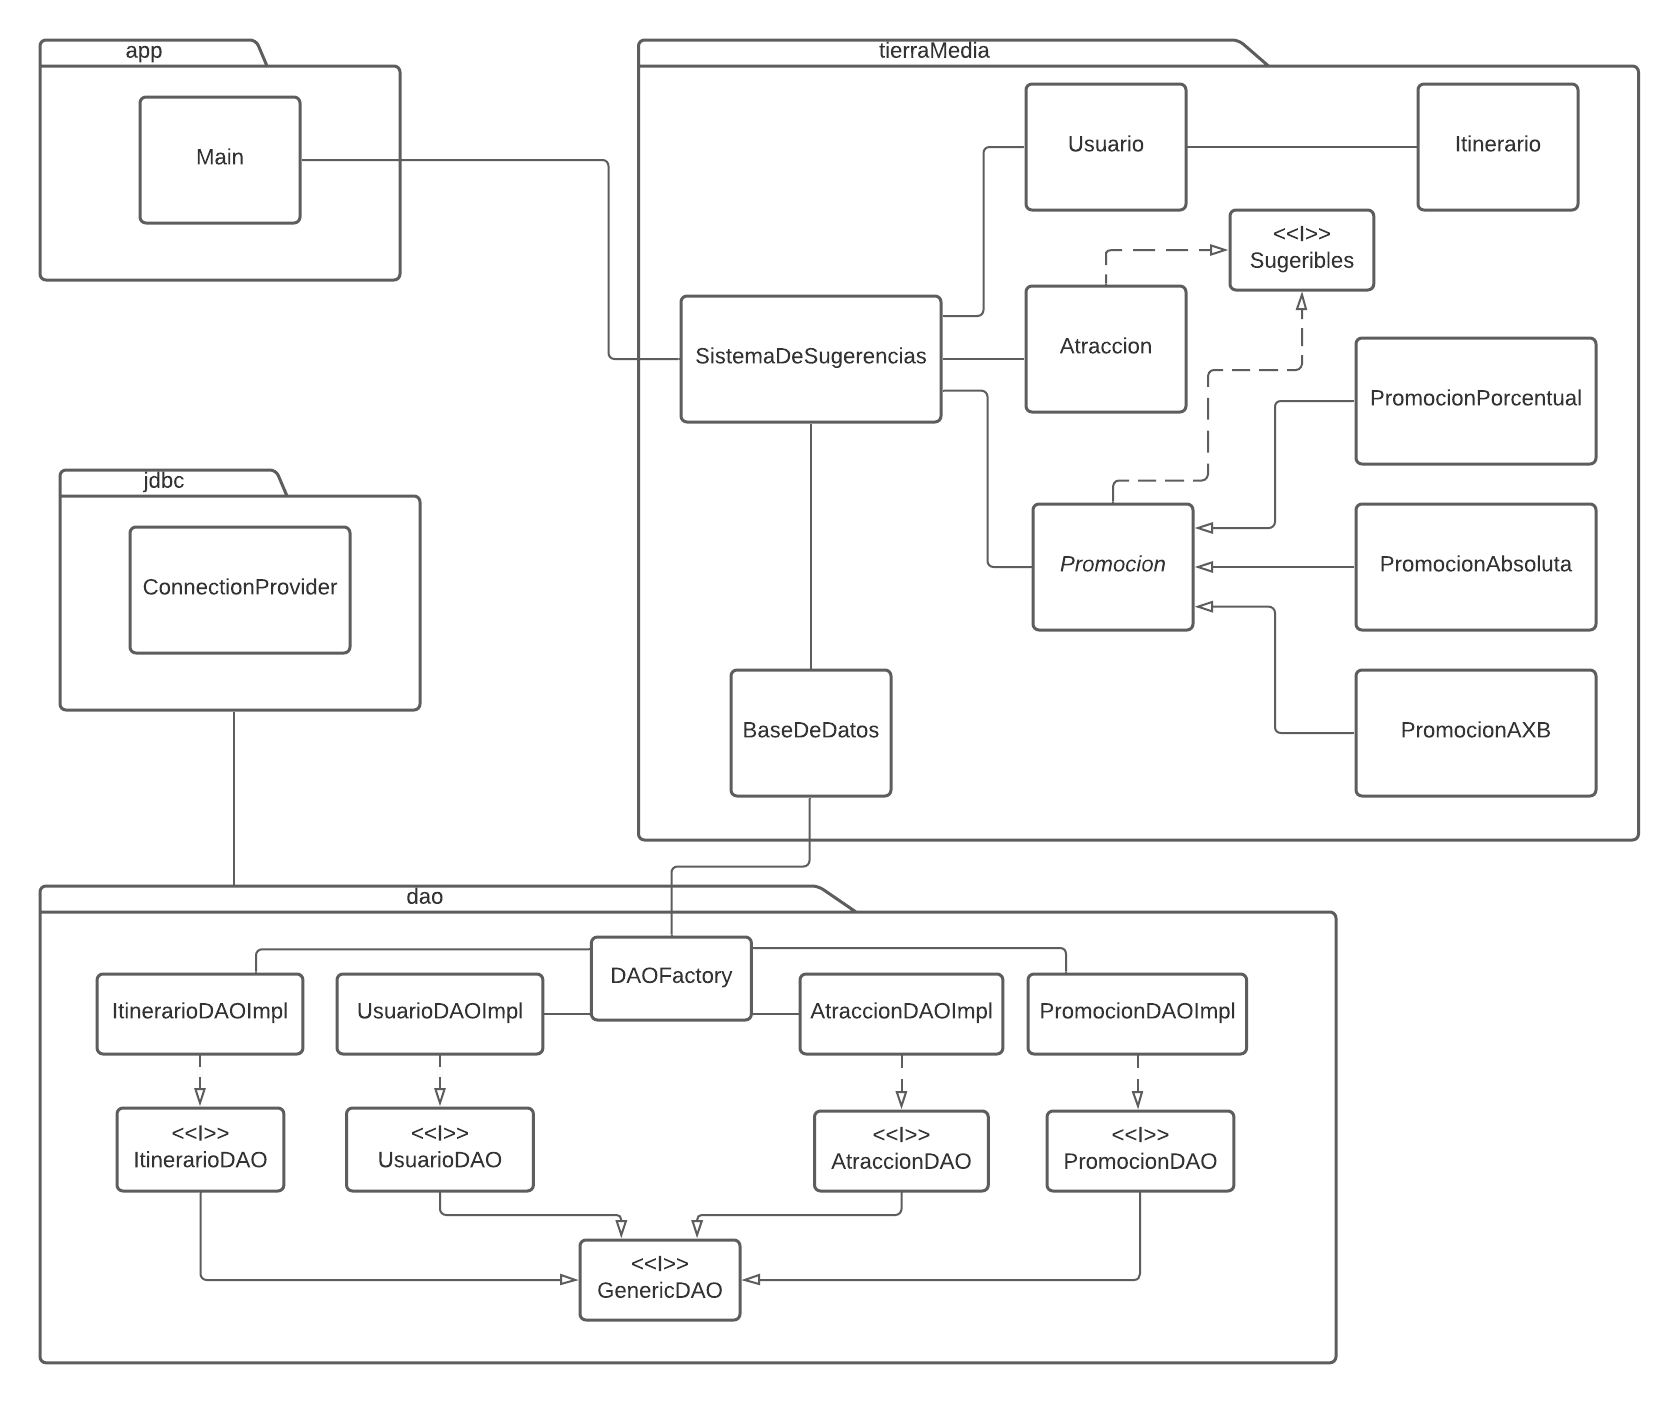 app
Main
tierraMedia
Usuario
Itinerario
<<I>>
Sugeribles
SistemaDeSugerencias
Atraccion
PromocionPorcentual
Promocion
PromocionAbsoluta
BaseDeDatos
PromocionAXB
jdbc
ConnectionProvider
dao
DAOFactory
ItinerarioDAOImpl
UsuarioDAOImpl
AtraccionDAOImpl
PromocionDAOImpl
<<I>>
ItinerarioDAO
<<I>>
UsuarioDAO
<<I>>
AtraccionDAO
<<I>>
PromocionDAO
<<I>>
GenericDAO